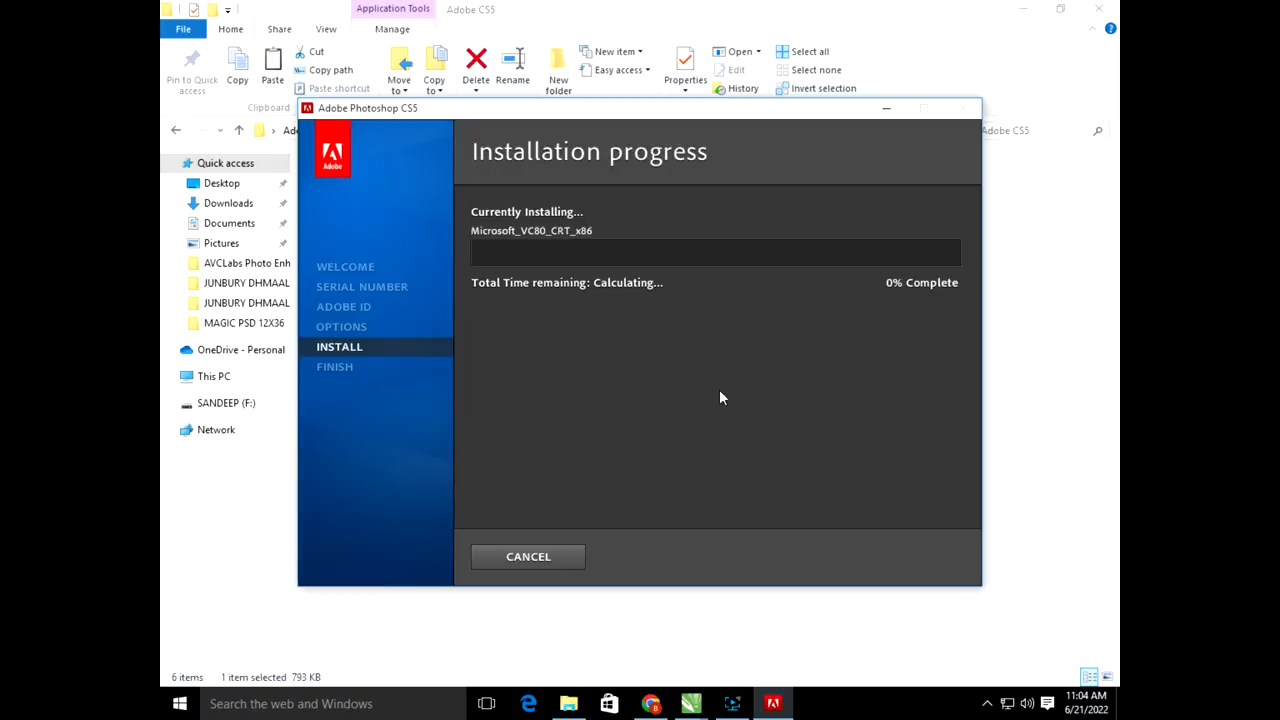 Application Tools
Adobe CS5
File
Home
Share
View
Manage
Pin to Quick access
Copy
Paste
Cut
Copy path
Paste shortcut
Move to
Copy to
Delete
Rename
New folder
New item
Easy access
Properties
Open
Edit
History
Select all
Select none
Invert selection
Clipboard
Adobe Photoshop CS5
Ado
Adobe CS5
Adobe
Installation progress
Quick access
Desktop
Downloads
Documents
Pictures
AVCLabs Photo Enh
JUNBURY DHMAAL
JUNBURY DHMAAL
MAGIC PSD 12X36
OneDrive - Personal
This PC
SANDEEP (F:)
Network
WELCOME
SERIAL NUMBER
ADOBE ID
OPTIONS
INSTALL
FINISH
Currently Installing...
Microsoft_VC80_CRT_x86
Total Time remaining: Calculating...
0% Complete
CANCEL
6 items
1 item selected 793 KB
Search the web and Windows
11:04 AM
6/21/2022